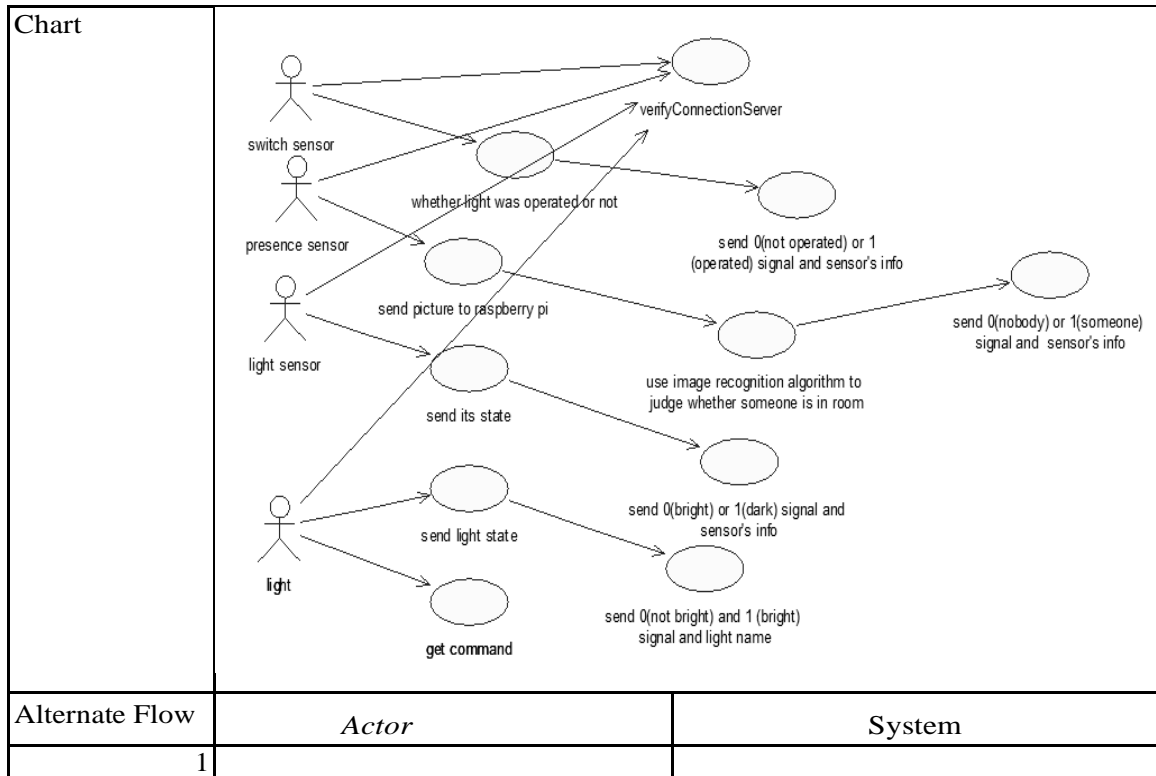 Chart
verifyConnectionServer
switch sensor
whether light was operated or not
presence sensor
send 0(not operated) or 1
(operated) signal and sensor's info
send picture to raspberry pi
send 0(nobody) or 1(someone)
signal and sensor's info
light sensor
use image recognition algorithm to
judge whether someone is in room
send its state
send 0(bright) or 1(dark) signal and
sensor's info
send light state
light
send 0(not bright) and 1 (bright)
signal and light name
get command
Alternate Flow
Actor
System
1